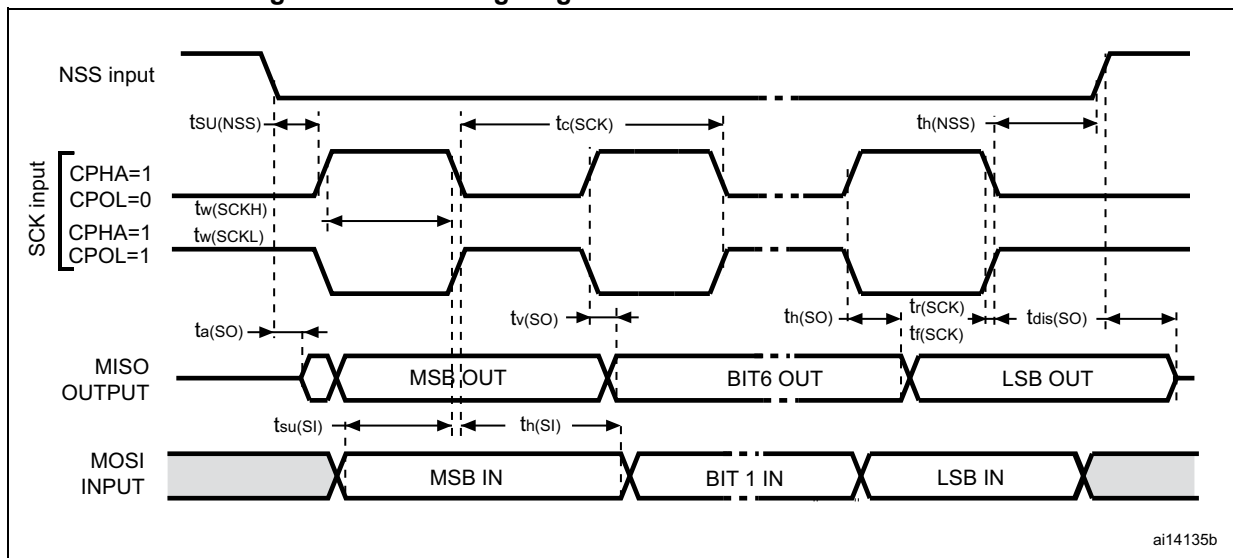 NSS input
tSU(NSS)
tc(SCK)
th(NSS)
SCK input
CPHA=1
CPOL=0
tw(SCKH)
CPHA=1
tw(SCKL)
CPOL=1
ta(SO)
tv(SO)
th(SO)
tr(SCK)
tf(SCK)
tdis(SO)
MISO
OUTPUT
MSB OUT
BIT6 OUT
LSB OUT
tsu(SI)
th(SI)
MOSI
INPUT
MSB IN
BIT 1 IN
LSB IN
ai14135b